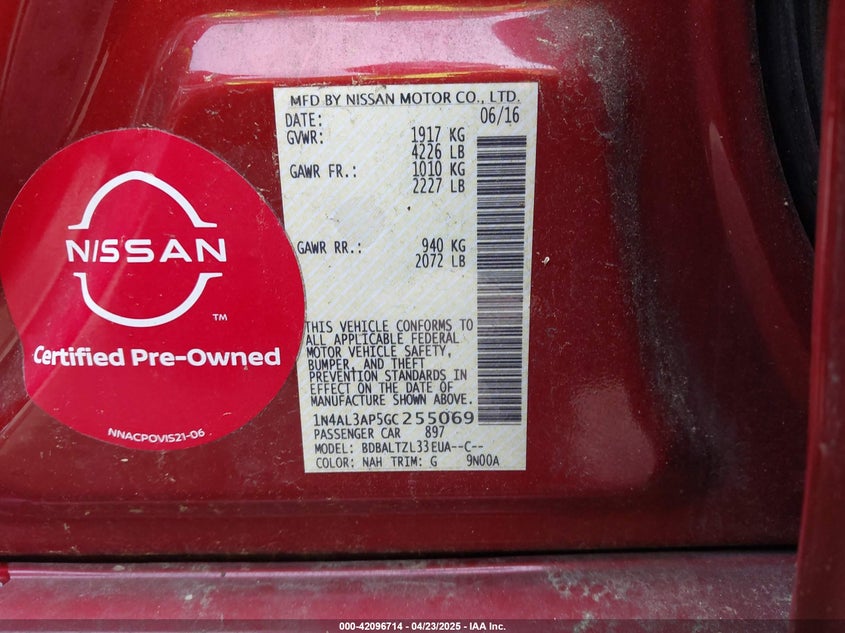 MFD BY NISSAN MOTOR CO., LTD.
DATE: 06/16
GVWR: 1917 KG
4226 LB
GAWR FR.: 1010 KG
2227 LB
GAWR RR.: 940 KG
2072 LB
THIS VEHICLE CONFORMS TO
ALL APPLICABLE FEDERAL
MOTOR VEHICLE SAFETY,
BUMPER, AND THEFT
PREVENTION STANDARDS IN
EFFECT ON THE DATE OF
MANUFACTURE SHOWN ABOVE.
1N4AL3AP5GC255069
PASSENGER CAR 897
MODEL: BDBALTZL33EUA--C--
COLOR: NAH TRIM: G 9N00A
NISSAN
TM
Certified Pre-Owned
NNACPOVIS21-06
000-42096714 - 04/23/2025 - IAA Inc.